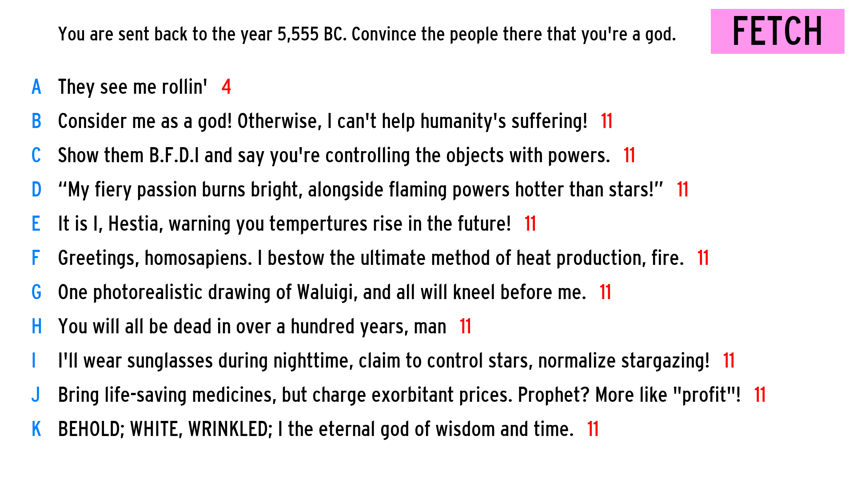 You are sent back to the year 5,555 BC. Convince the people there that you're a god.
FETCH
A They see me rollin' 4
B Consider me as a god! Otherwise, I can't help humanity's suffering! 11
C Show them B.F.D.I and say you're controlling the objects with powers. 11
D “My fiery passion burns bright, alongside flaming powers hotter than stars!” 11
E It is I, Hestia, warning you tempertures rise in the future! 11
F Greetings, homosapiens. I bestow the ultimate method of heat production, fire. 11
G One photorealistic drawing of Waluigi, and all will kneel before me. 11
H You will all be dead in over a hundred years, man 11
I I'll wear sunglasses during nighttime, claim to control stars, normalize stargazing! 11
J Bring life-saving medicines, but charge exorbitant prices. Prophet? More like "profit"! 11
K BEHOLD; WHITE, WRINKLED; I the eternal god of wisdom and time. 11